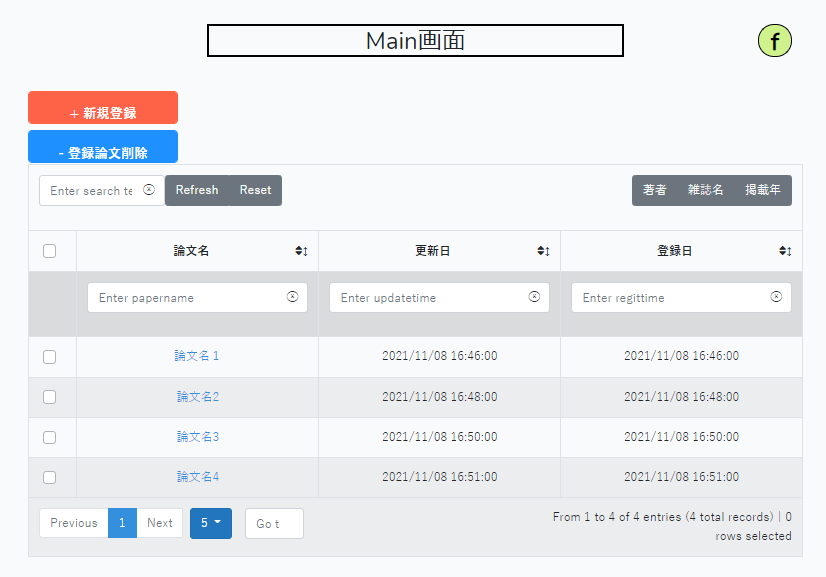 Main画面
f
+ 新規登録
- 登録論文削除
Enter search te
Refresh Reset
著者 雑誌名 掲載年
論文名 更新日 登録日
Enter papername Enter updatetime Enter regittime
論文名 1 2021/11/08 16:46:00 2021/11/08 16:46:00
論文名2 2021/11/08 16:48:00 2021/11/08 16:48:00
論文名3 2021/11/08 16:50:00 2021/11/08 16:50:00
論文名4 2021/11/08 16:51:00 2021/11/08 16:51:00
Previous 1 Next 5 Go t
From 1 to 4 of 4 entries (4 total records) | 0
rows selected